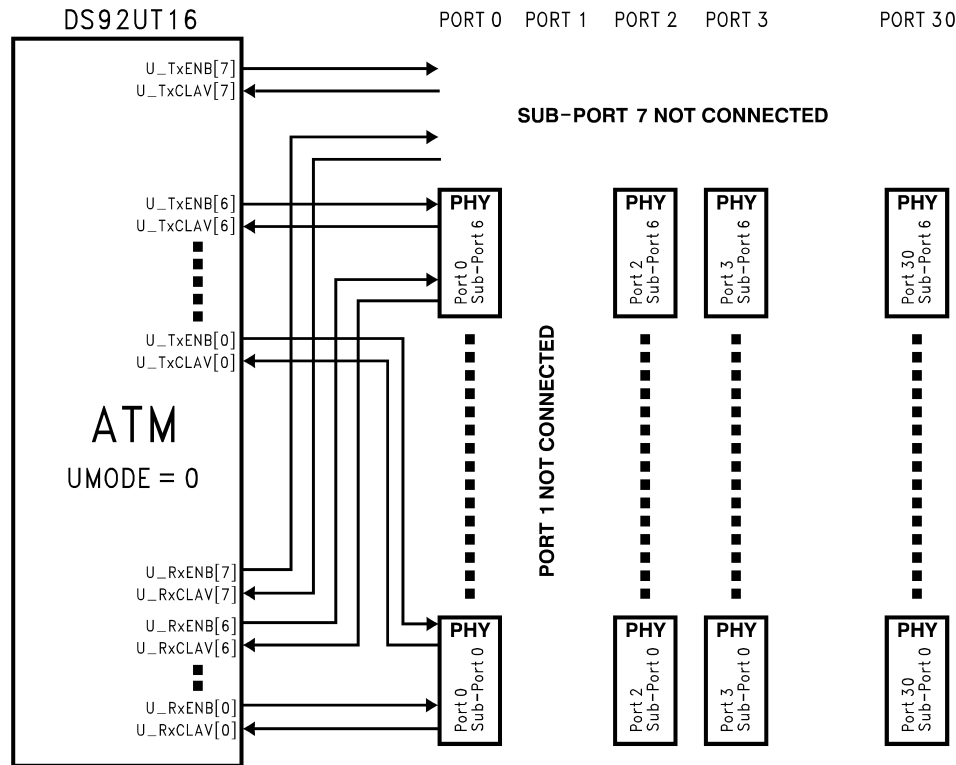 DS92UT16
PORT 0 PORT 1 PORT 2 PORT 3 PORT 30
U_TxENB[7]
U_TxCLAV[7]
SUB-PORT 7 NOT CONNECTED
U_TxENB[6]
U_TxCLAV[6]
PHY
Port 0
Sub-Port 6
PHY
Port 2
Sub-Port 6
PHY
Port 3
Sub-Port 6
PHY
Port 30
Sub-Port 6
U_TxENB[0]
U_TxCLAV[0]
ATM
UMODE = 0
PORT 1 NOT CONNECTED
U_RxENB[7]
U_RxCLAV[7]
U_RxENB[6]
U_RxCLAV[6]
U_RxENB[0]
U_RxCLAV[0]
PHY
Port 0
Sub-Port 0
PHY
Port 2
Sub-Port 0
PHY
Port 3
Sub-Port 0
PHY
Port 30
Sub-Port 0